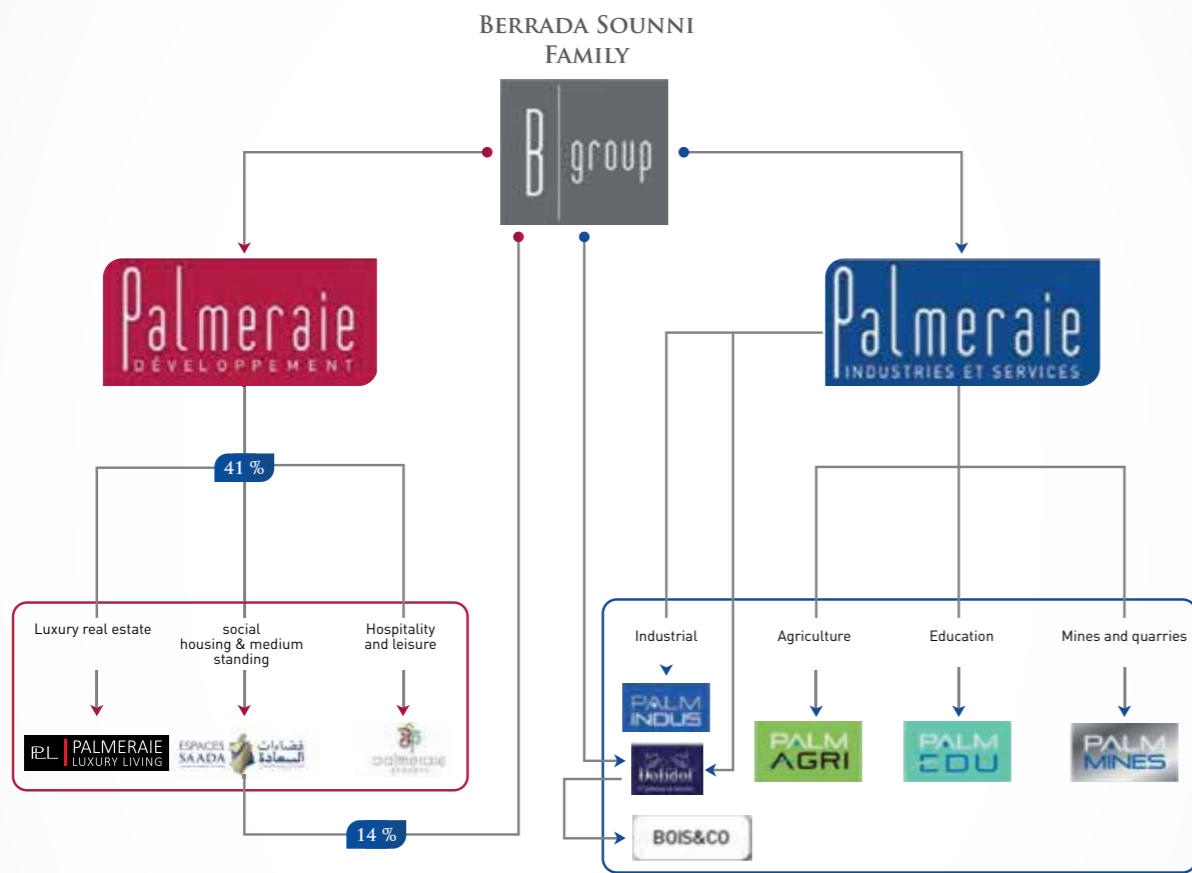 BERRADA SOUNNI
FAMILY
B group
Palmeraie
DÉVELOPPEMENT
Palmeraie
INDUSTRIES ET SERVICES
41 %
Luxury real estate
social
housing & medium
standing
Hospitality
and leisure
Industrial
Agriculture
Education
Mines and quarries
PLL PALMERAIE
LUXURY LIVING
ESPACES
SAADA
فضاءات
السعادة
palmeraie
PALM
INDUS
Dolidol
BOIS&CO
PALM
AGRI
PALM
EDU
PALM
MINES
14 %